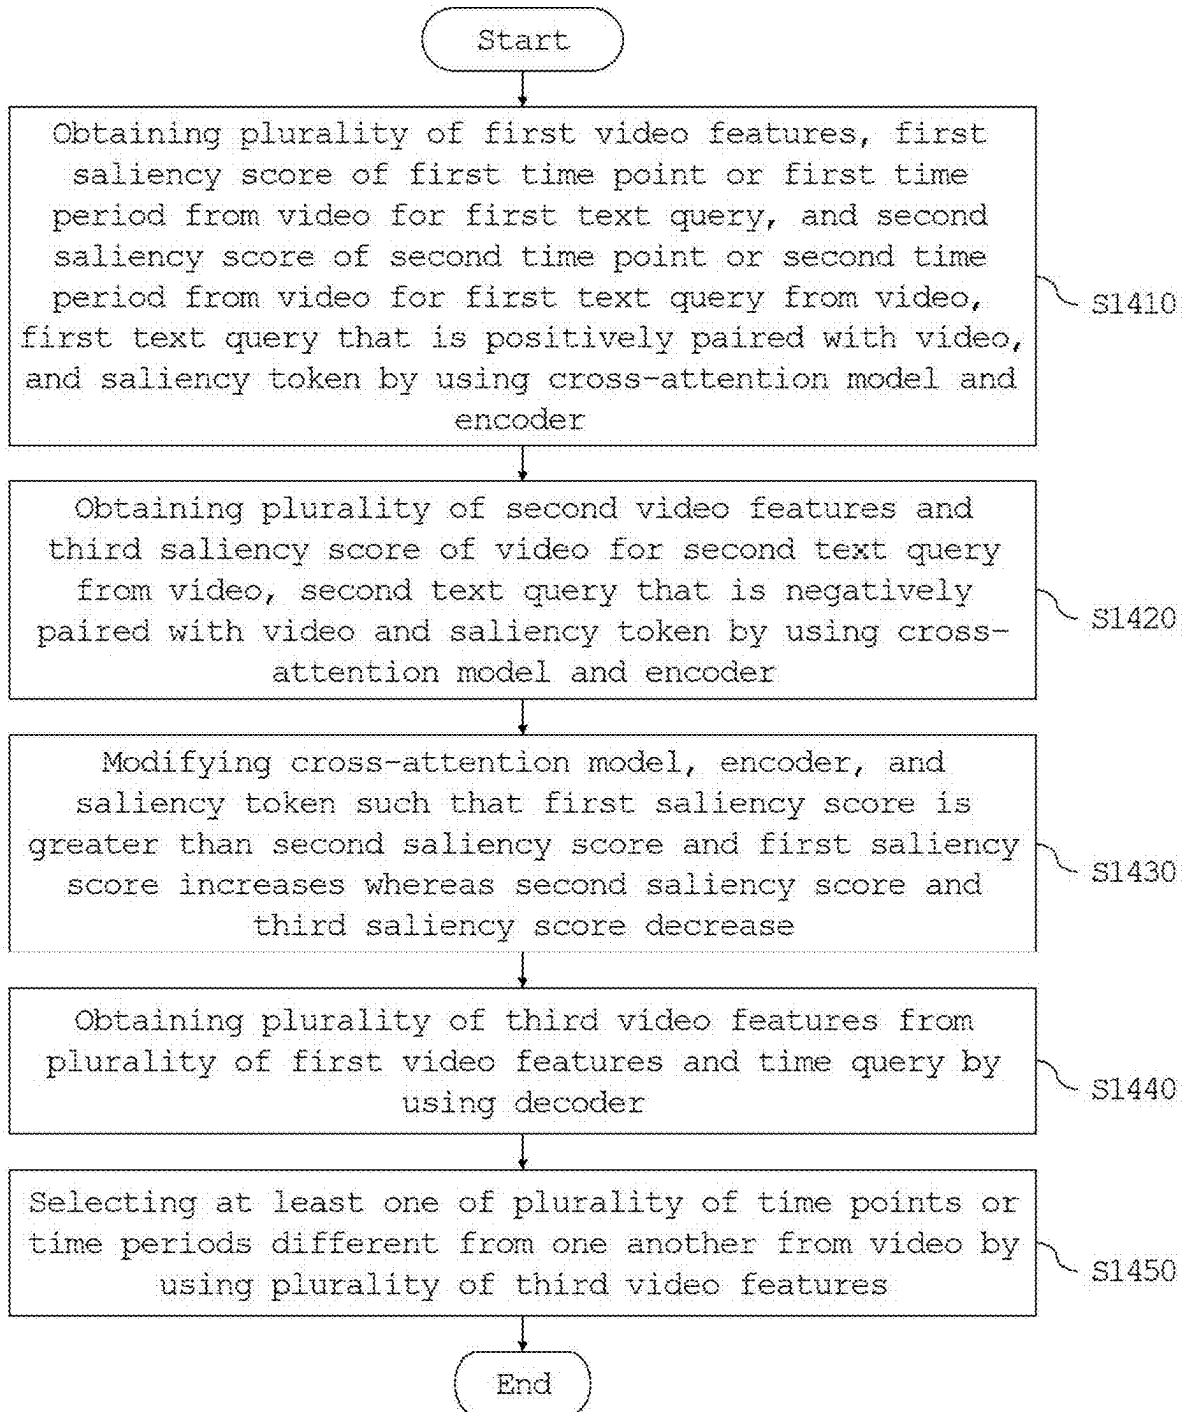 Start
Obtaining plurality of first video features, first
saliency score of first time point or first time
period from video for first text query, and second
saliency score of second time point or second time
period from video for first text query from video,
first text query that is positively paired with video,
and saliency token by using cross-attention model and
encoder
S1410
Obtaining plurality of second video features and
third saliency score of video for second text query
from video, second text query that is negatively
paired with video and saliency token by using cross-
attention model and encoder
S1420
Modifying cross-attention model, encoder, and
saliency token such that first saliency score is
greater than second saliency score and first saliency
score increases whereas second saliency score and
third saliency score decrease
S1430
Obtaining plurality of third video features from
plurality of first video features and time query by
using decoder
S1440
Selecting at least one of plurality of time points or
time periods different from one another from video by
using plurality of third video features
S1450
End